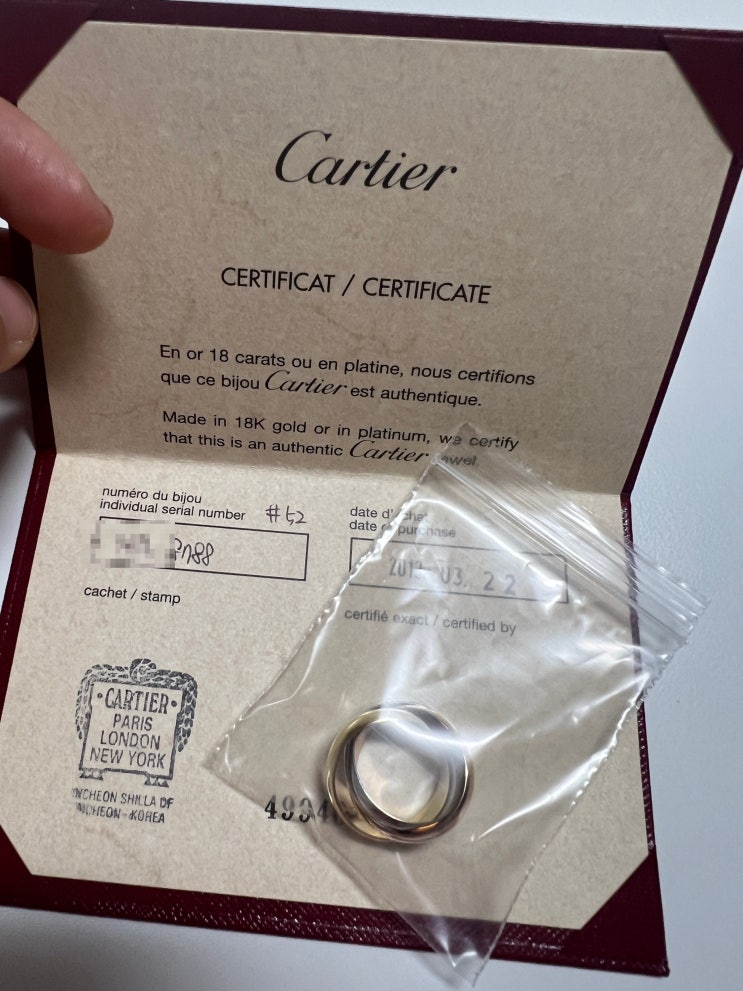 Cartier
CERTIFICAT / CERTIFICATE
En or 18 carats ou en platine, nous certifions
que ce bijou Cartier est authentique.
Made in 18K gold or in platinum, we certify
that this is an authentic Cartier jewel.
numéro du bijou
individual serial number #52
date d'achat
date of purchase
788
03. 22
cachet / stamp
certifié exact / certified by
CARTIER
PARIS
LONDON
NEW YORK
INCHEON SHILLA DF
INCHEON-KOREA